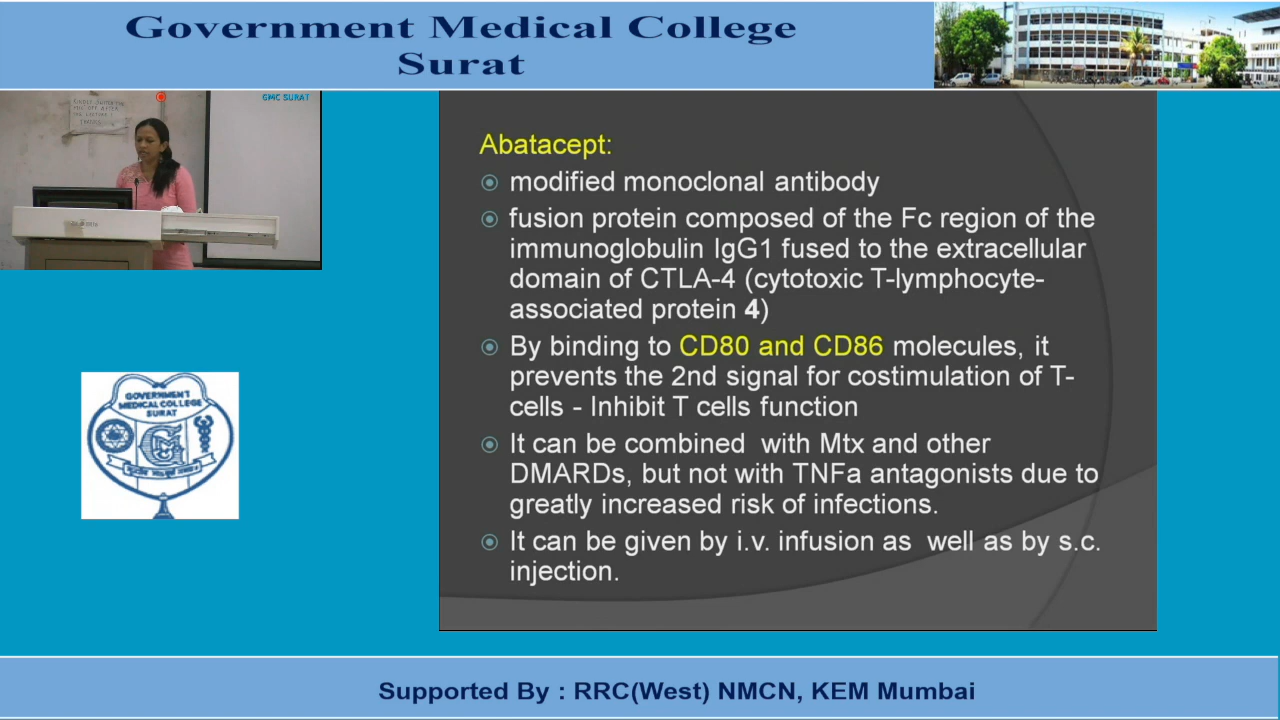 Government Medical College
Surat
GMC SURAT
Abatacept:
modified monoclonal antibody
fusion protein composed of the Fc region of the
immunoglobulin IgG1 fused to the extracellular
domain of CTLA-4 (cytotoxic T-lymphocyte-
associated protein 4)
By binding to CD80 and CD86 molecules, it
prevents the 2nd signal for costimulation of T-
cells - Inhibit T cells function
It can be combined  with Mtx and other
DMARDs, but not with TNFa antagonists due to
greatly increased risk of infections.
It can be given by i.v. infusion as  well as by s.c.
injection.
GOVERNMENT
MEDICAL COLLEGE
SURAT
Supported By : RRC(West) NMCN, KEM Mumbai